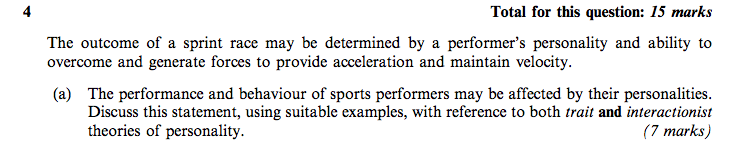 4 Total for this question: 15 marks
The outcome of a sprint race may be determined by a performer's personality and ability to
overcome and generate forces to provide acceleration and maintain velocity.
(a) The performance and behaviour of sports performers may be affected by their personalities.
Discuss this statement, using suitable examples, with reference to both trait and interactionist
theories of personality. (7 marks)